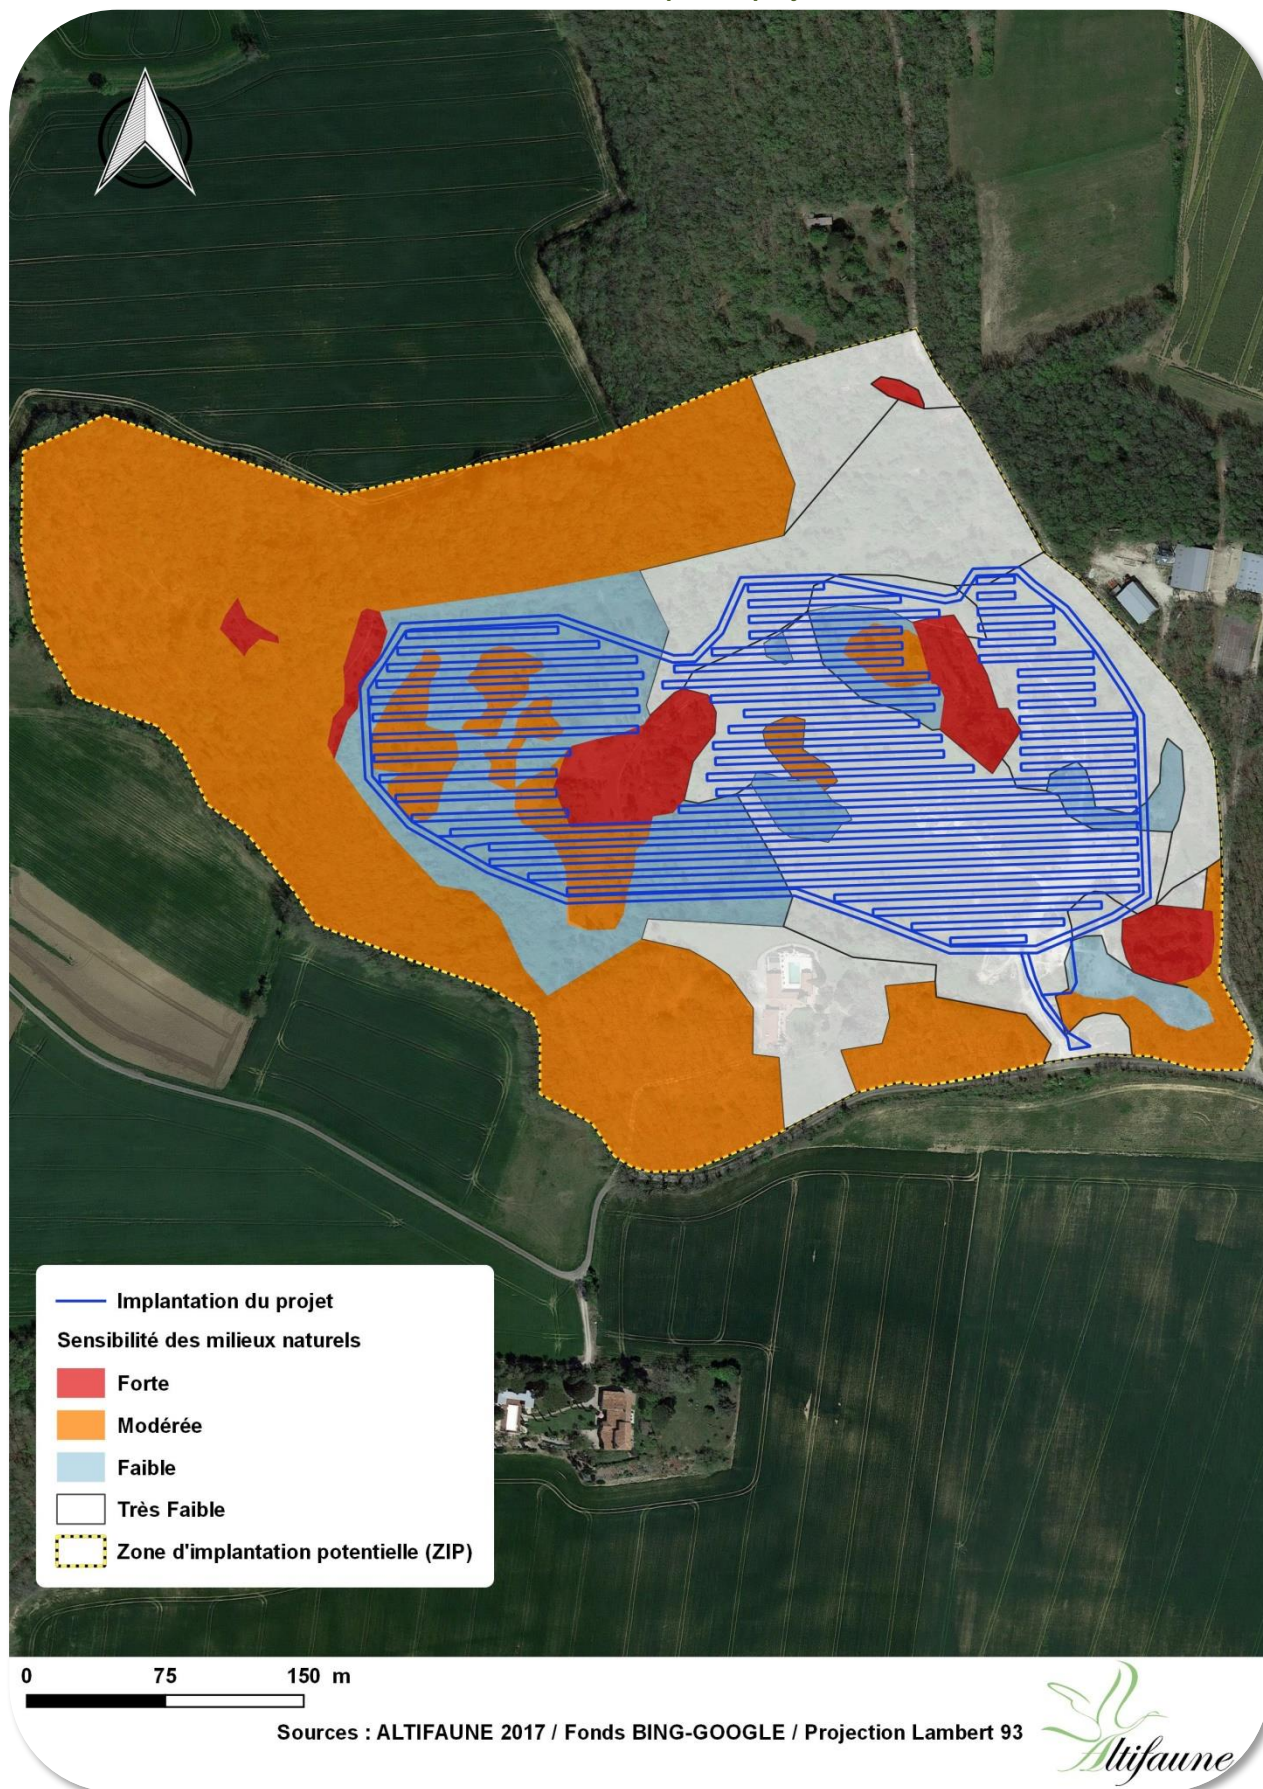 Implantation du projet
Sensibilité des milieux naturels
Forte
Modérée
Faible
Très Faible
Zone d'implantation potentielle (ZIP)
0 75 150 m
Sources : ALTIFAUNE 2017 / Fonds BING-GOOGLE / Projection Lambert 93
Altifaune